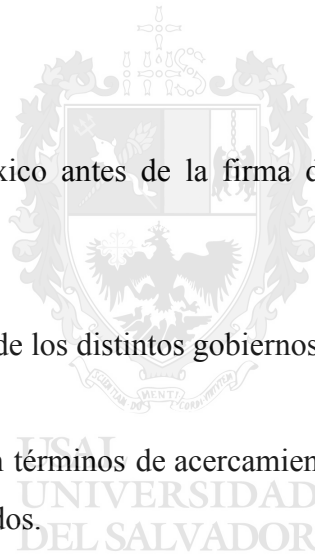 xico antes de la firma d
de los distintos gobiernos
n términos de acercamien
dos.
USAL
UNIVERSIDAD
DEL SALVADOR